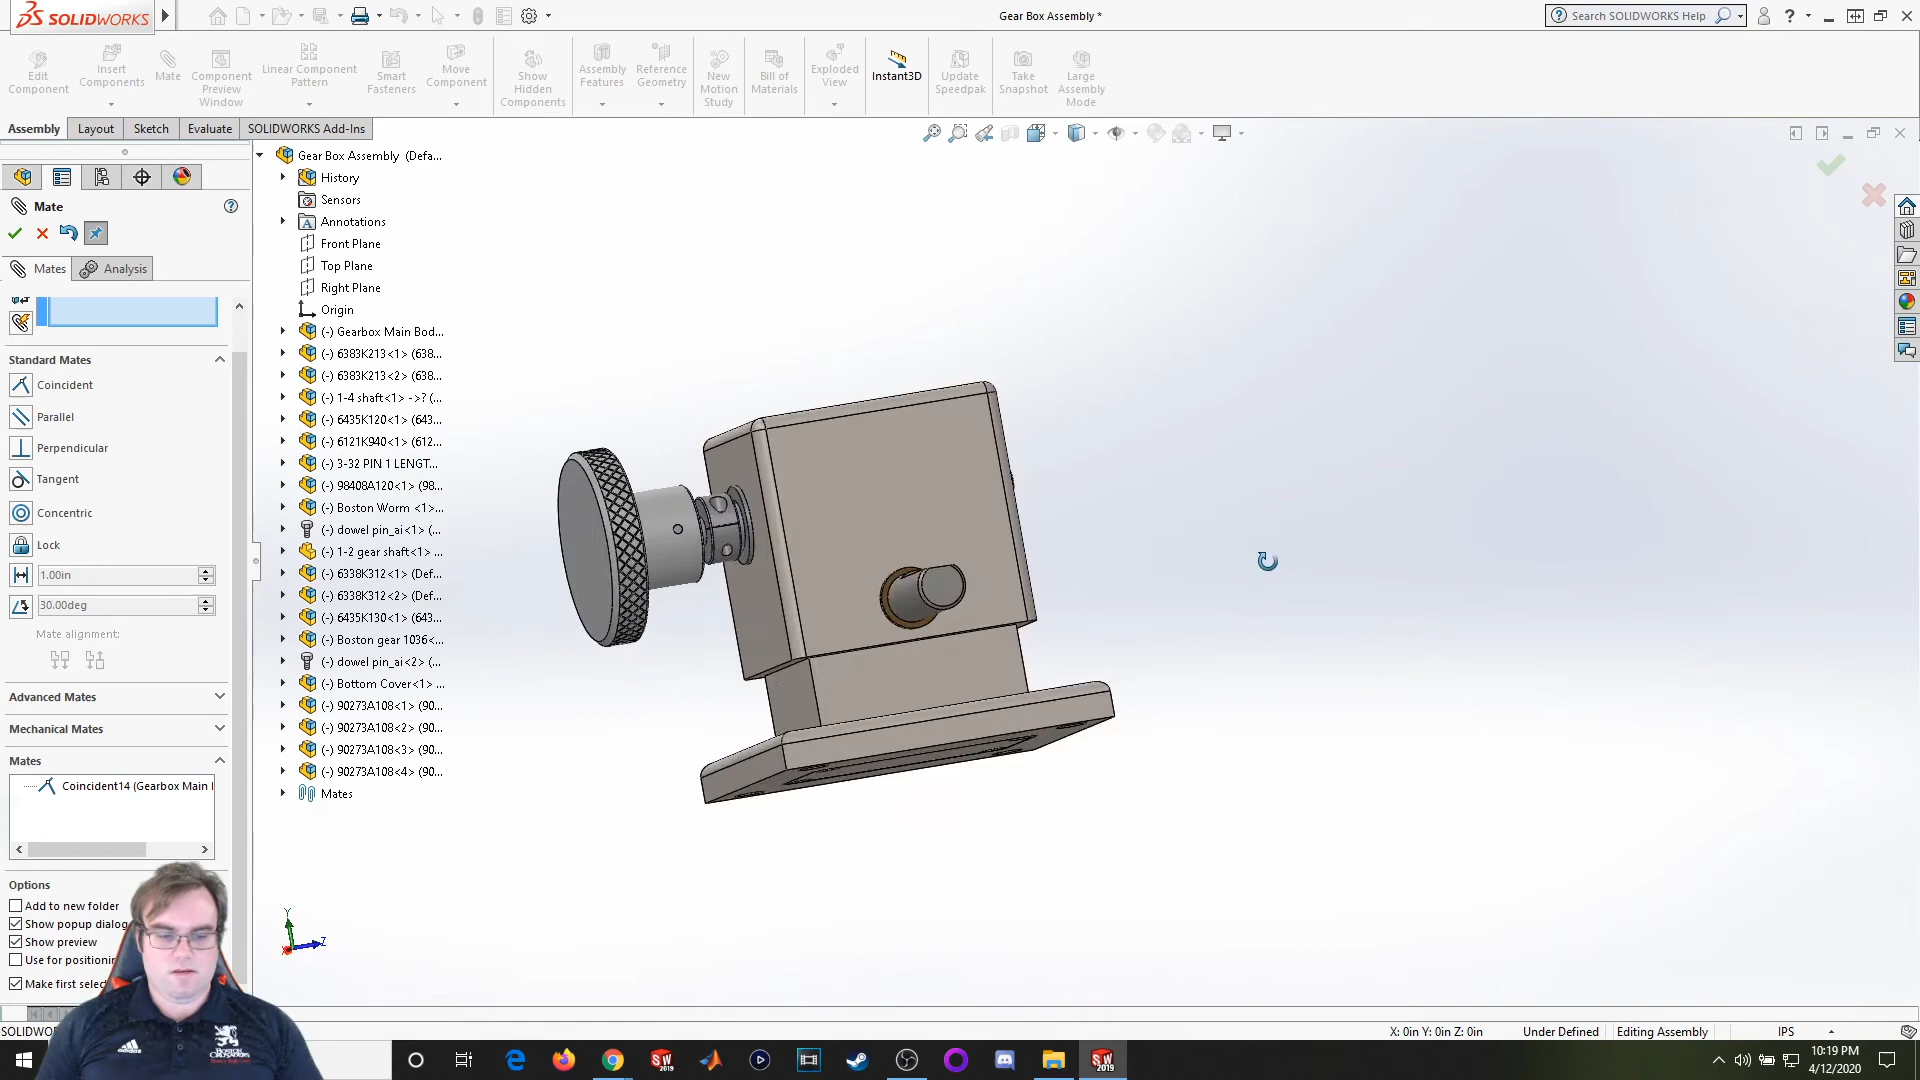 SOLIDWORKS
Gear Box Assembly *
Search SOLIDWORKS Help
Edit Component
Insert Components
Mate
Component Preview Window
Linear Component Pattern
Smart Fasteners
Move Component
Show Hidden Components
Assembly Features
Reference Geometry
New Motion Study
Bill of Materials
Exploded View
Instant3D
Update Speedpak
Take Snapshot
Large Assembly Mode
Assembly
Layout
Sketch
Evaluate
SOLIDWORKS Add-Ins
Mate
Mates
Analysis
Standard Mates
Coincident
Parallel
Perpendicular
Tangent
Concentric
Lock
1.00in
30.00deg
Mate alignment:
Advanced Mates
Mechanical Mates
Mates
Coincident14 (Gearbox Main
Options
Add to new folder
Show popup dialog
Show preview
Use for positionin
Make first selec
Gear Box Assembly (Defa...
History
Sensors
Annotations
Front Plane
Top Plane
Right Plane
Origin
(-) Gearbox Main Bod...
(-) 6383K213<1> (638...
(-) 6383K213<2> (638...
(-) 1-4 shaft<1> ->? (...
(-) 6435K120<1> (643...
(-) 6121K940<1> (612...
(-) 3-32 PIN 1 LENGT...
(-) 98408A120<1> (98...
(-) Boston Worm <1>...
(-) dowel pin_ai<1> (...
(-) 1-2 gear shaft<1> ...
(-) 6338K312<1> (Def...
(-) 6338K312<2> (Def...
(-) 6435K130<1> (643...
(-) Boston gear 1036<...
(-) dowel pin_ai<2> (...
(-) Bottom Cover<1> ...
(-) 90273A108<1> (90...
(-) 90273A108<2> (90...
(-) 90273A108<3> (90...
(-) 90273A108<4> (90...
Mates
Y
Z
SOLIDWO
X: 0in Y: 0in Z: 0in
Under Defined
Editing Assembly
IPS
adidas
SW 2019
SW 2019
10:19 PM
4/12/2020